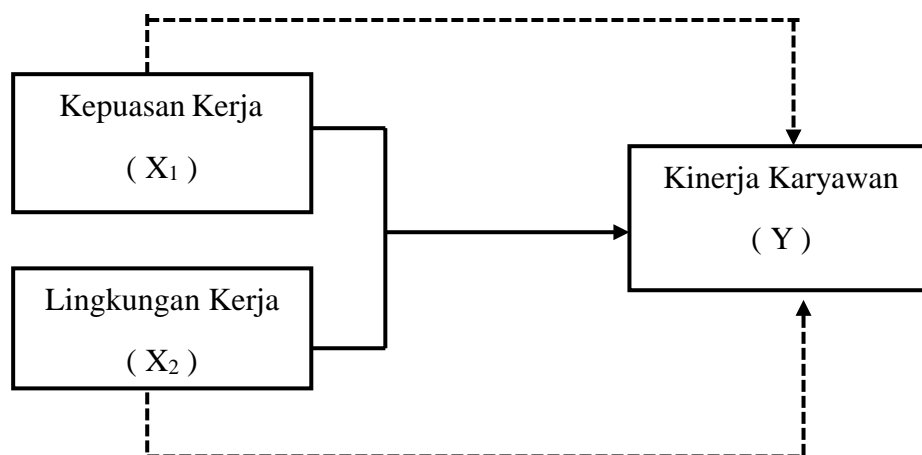 Kepuasan Kerja
( X₁ )
Kinerja Karyawan
( Y )
Lingkungan Kerja
( X₂ )